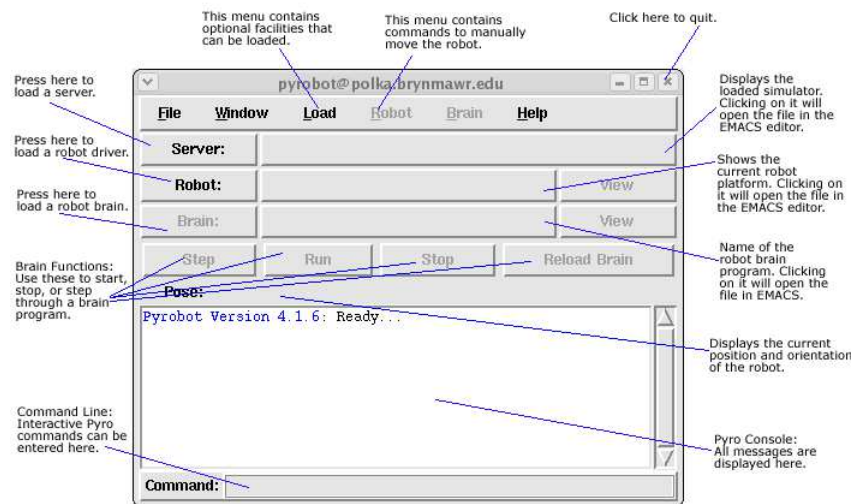 This menu contains
optional facilities that
can be loaded.
This menu contains
commands to manually
move the robot.
Click here to quit.
Press here to
load a server.
pyrobot@polka.brynmawr.edu
Displays the
loaded simulator.
Clicking on it will
open the file in the
EMACS editor.
File Window Load Robot Brain Help
Press here to
load a robot driver.
Server:
Robot: View
Shows the
current robot
platform. Clicking on
it will open the file in
the EMACS editor.
Press here to
load a robot brain.
Brain: View
Name of the
robot brain
program. Clicking
on it will open the
file in EMACS.
Step Run Stop Reload Brain
Brain Functions:
Use these to start,
stop, or step
through a brain
program.
Pose:
Pyrobot Version 4.1.6: Ready...
Displays the current
position and orientation
of the robot.
Command Line:
Interactive Pyro
commands can be
entered here.
Pyro Console:
All messages are
displayed here.
Command: